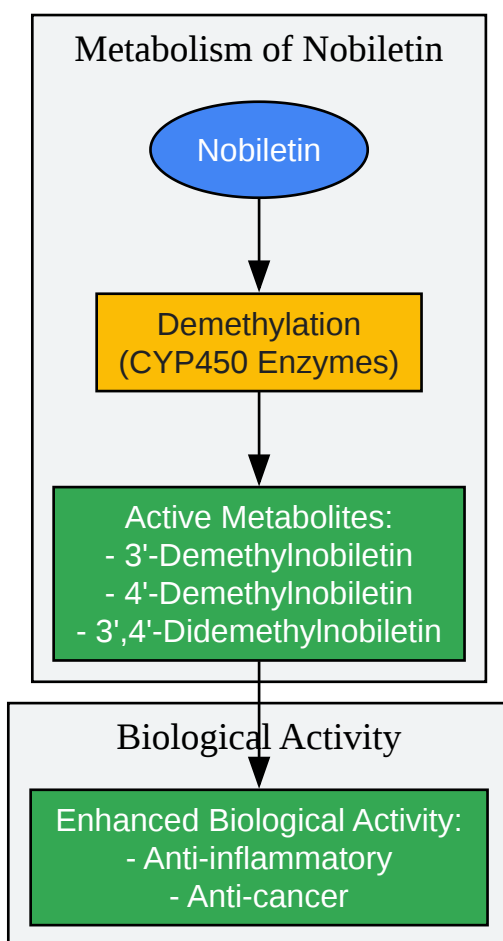 Metabolism of Nobiletin
Nobiletin
Demethylation
(CYP450 Enzymes)
Active Metabolites:
- 3'-Demethylnobiletin
- 4'-Demethylnobiletin
- 3',4'-Didemethylnobiletin
Biological Activity
Enhanced Biological Activity:
- Anti-inflammatory
- Anti-cancer